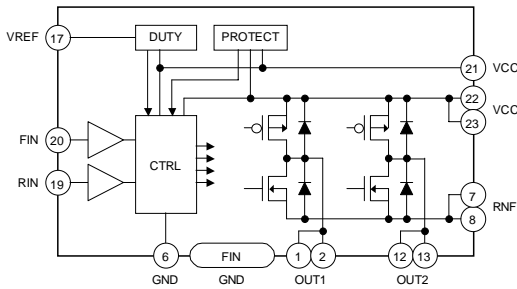 VREF 17 DUTY PROTECT
21 VCC
22 VCC
23
FIN 20
RIN 19
CTRL
7 RNF
8
6 FIN 1 2 12 13
GND GND OUT1 OUT2